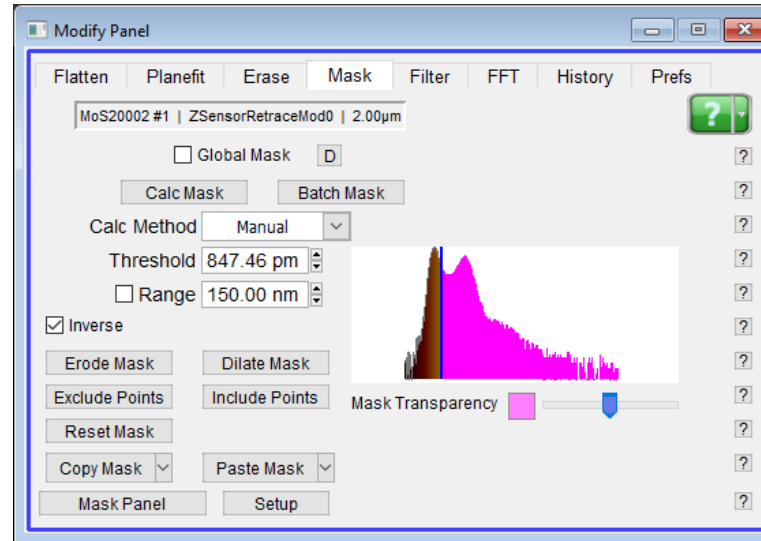 Modify Panel
Flatten Planefit Erase Mask Filter FFT History Prefs
MoS20002 #1 | ZSensorRetraceMod0 | 2.00µm
?
Global Mask D ?
Calc Mask Batch Mask ?
Calc Method Manual ?
Threshold 847.46 pm ?
Range 150.00 nm ?
Inverse ?
Erode Mask Dilate Mask ?
Exclude Points Include Points Mask Transparency ?
Reset Mask ?
Copy Mask Paste Mask ?
Mask Panel Setup ?